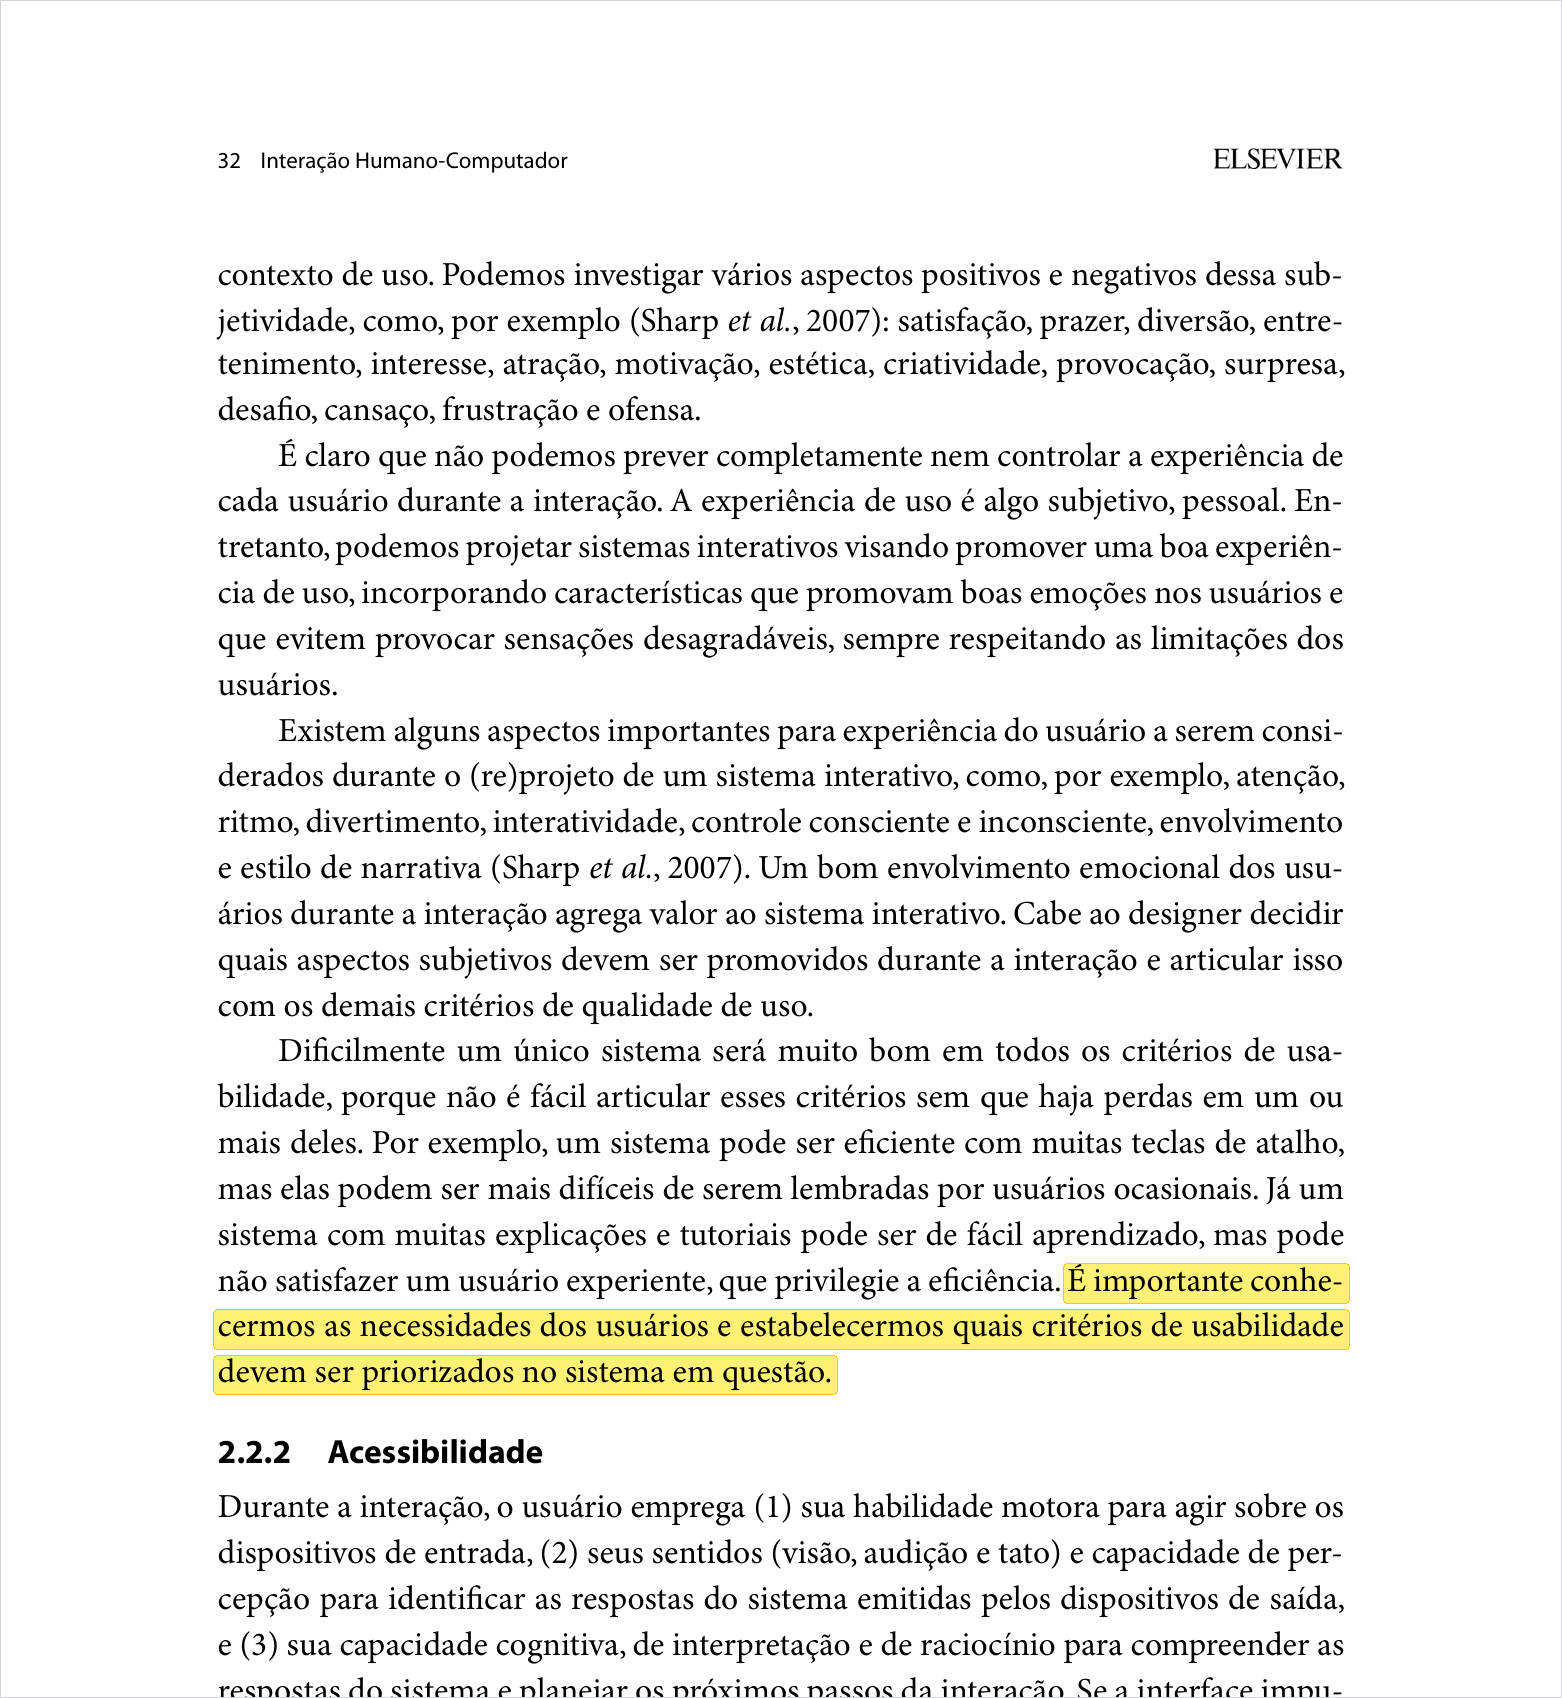 32 Interação Humano-Computador ELSEVIER
contexto de uso. Podemos investigar vários aspectos positivos e negativos dessa sub-
jetividade, como, por exemplo (Sharp et al., 2007): satisfação, prazer, diversão, entre-
tenimento, interesse, atração, motivação, estética, criatividade, provocação, surpresa,
desafio, cansaço, frustração e ofensa.
É claro que não podemos prever completamente nem controlar a experiência de
cada usuário durante a interação. A experiência de uso é algo subjetivo, pessoal. En-
tretanto, podemos projetar sistemas interativos visando promover uma boa experiên-
cia de uso, incorporando características que promovam boas emoções nos usuários e
que evitem provocar sensações desagradáveis, sempre respeitando as limitações dos
usuários.
Existem alguns aspectos importantes para experiência do usuário a serem consi-
derados durante o (re)projeto de um sistema interativo, como, por exemplo, atenção,
ritmo, divertimento, interatividade, controle consciente e inconsciente, envolvimento
e estilo de narrativa (Sharp et al., 2007). Um bom envolvimento emocional dos usu-
ários durante a interação agrega valor ao sistema interativo. Cabe ao designer decidir
quais aspectos subjetivos devem ser promovidos durante a interação e articular isso
com os demais critérios de qualidade de uso.
Dificilmente um único sistema será muito bom em todos os critérios de usa-
bilidade, porque não é fácil articular esses critérios sem que haja perdas em um ou
mais deles. Por exemplo, um sistema pode ser eficiente com muitas teclas de atalho,
mas elas podem ser mais difíceis de serem lembradas por usuários ocasionais. Já um
sistema com muitas explicações e tutoriais pode ser de fácil aprendizado, mas pode
não satisfazer um usuário experiente, que privilegie a eficiência. É importante conhe-
cermos as necessidades dos usuários e estabelecermos quais critérios de usabilidade
devem ser priorizados no sistema em questão.
2.2.2 Acessibilidade
Durante a interação, o usuário emprega (1) sua habilidade motora para agir sobre os
dispositivos de entrada, (2) seus sentidos (visão, audição e tato) e capacidade de per-
cepção para identificar as respostas do sistema emitidas pelos dispositivos de saída,
e (3) sua capacidade cognitiva, de interpretação e de raciocínio para compreender as
respostas do sistema e planejar os próximos passos da interação. Se a interface impu-